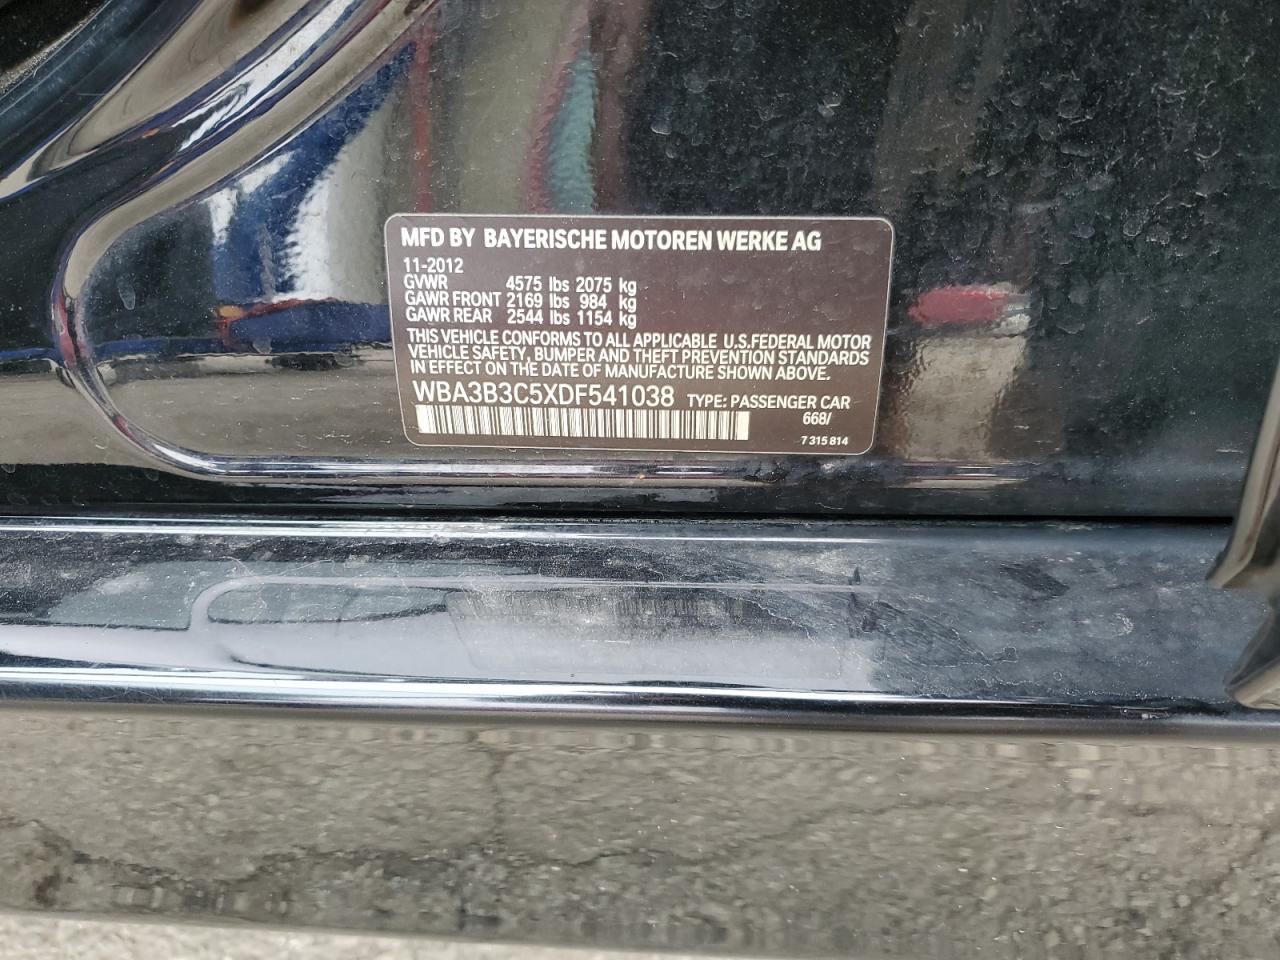 MFD BY BAYERISCHE MOTOREN WERKE AG
11-2012
GVWR 4575 lbs 2075 kg
GAWR FRONT 2169 lbs 984 kg
GAWR REAR 2544 lbs 1154 kg
THIS VEHICLE CONFORMS TO ALL APPLICABLE U.S.FEDERAL MOTOR
VEHICLE SAFETY, BUMPER AND THEFT PREVENTION STANDARDS
IN EFFECT ON THE DATE OF MANUFACTURE SHOWN ABOVE.
WBA3B3C5XDF541038 TYPE: PASSENGER CAR
668/
7 315 814